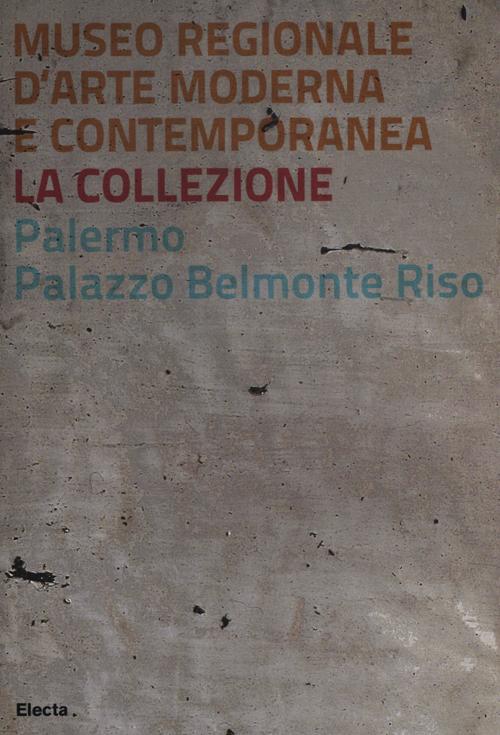 MUSEO REGIONALE
D'ARTE MODERNA
E CONTEMPORANEA
LA COLLEZIONE
Palermo
Palazzo Belmonte Riso
Electa